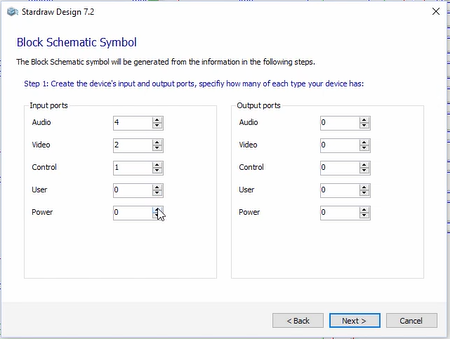 Stardraw Design 7.2
Block Schematic Symbol
The Block Schematic symbol will be generated from the information in the following steps.
Step 1: Create the device's input and output ports, specifiy how many of each type your device has:
Input ports
Output ports
Audio 4 Audio 0
Video 2 Video 0
Control 1 Control 0
User 0 User 0
Power 0 Power 0
< Back Next > Cancel